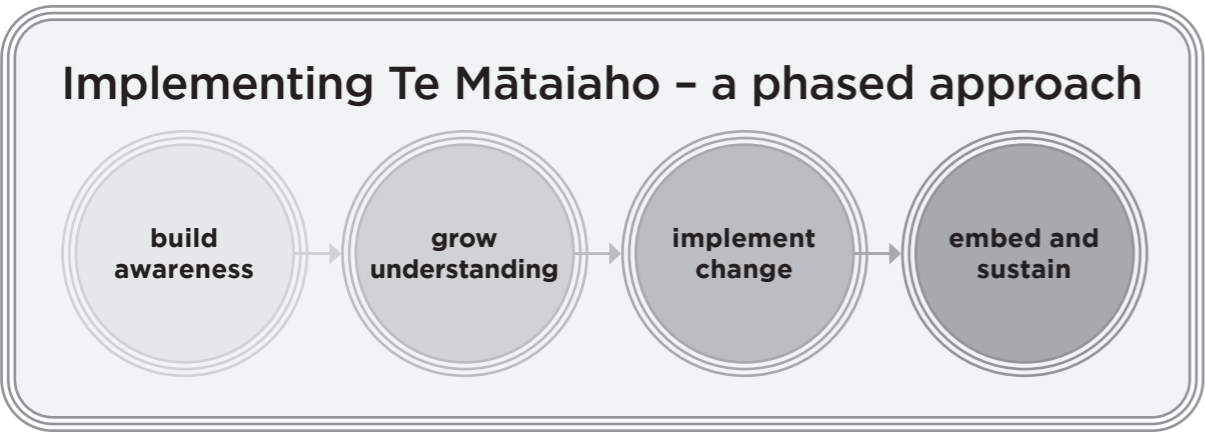 Implementing Te Mātaiaho – a phased approach
build
awareness
grow
understanding
implement
change
embed and
sustain